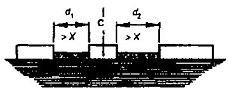 d₁ C d₂
>X >X